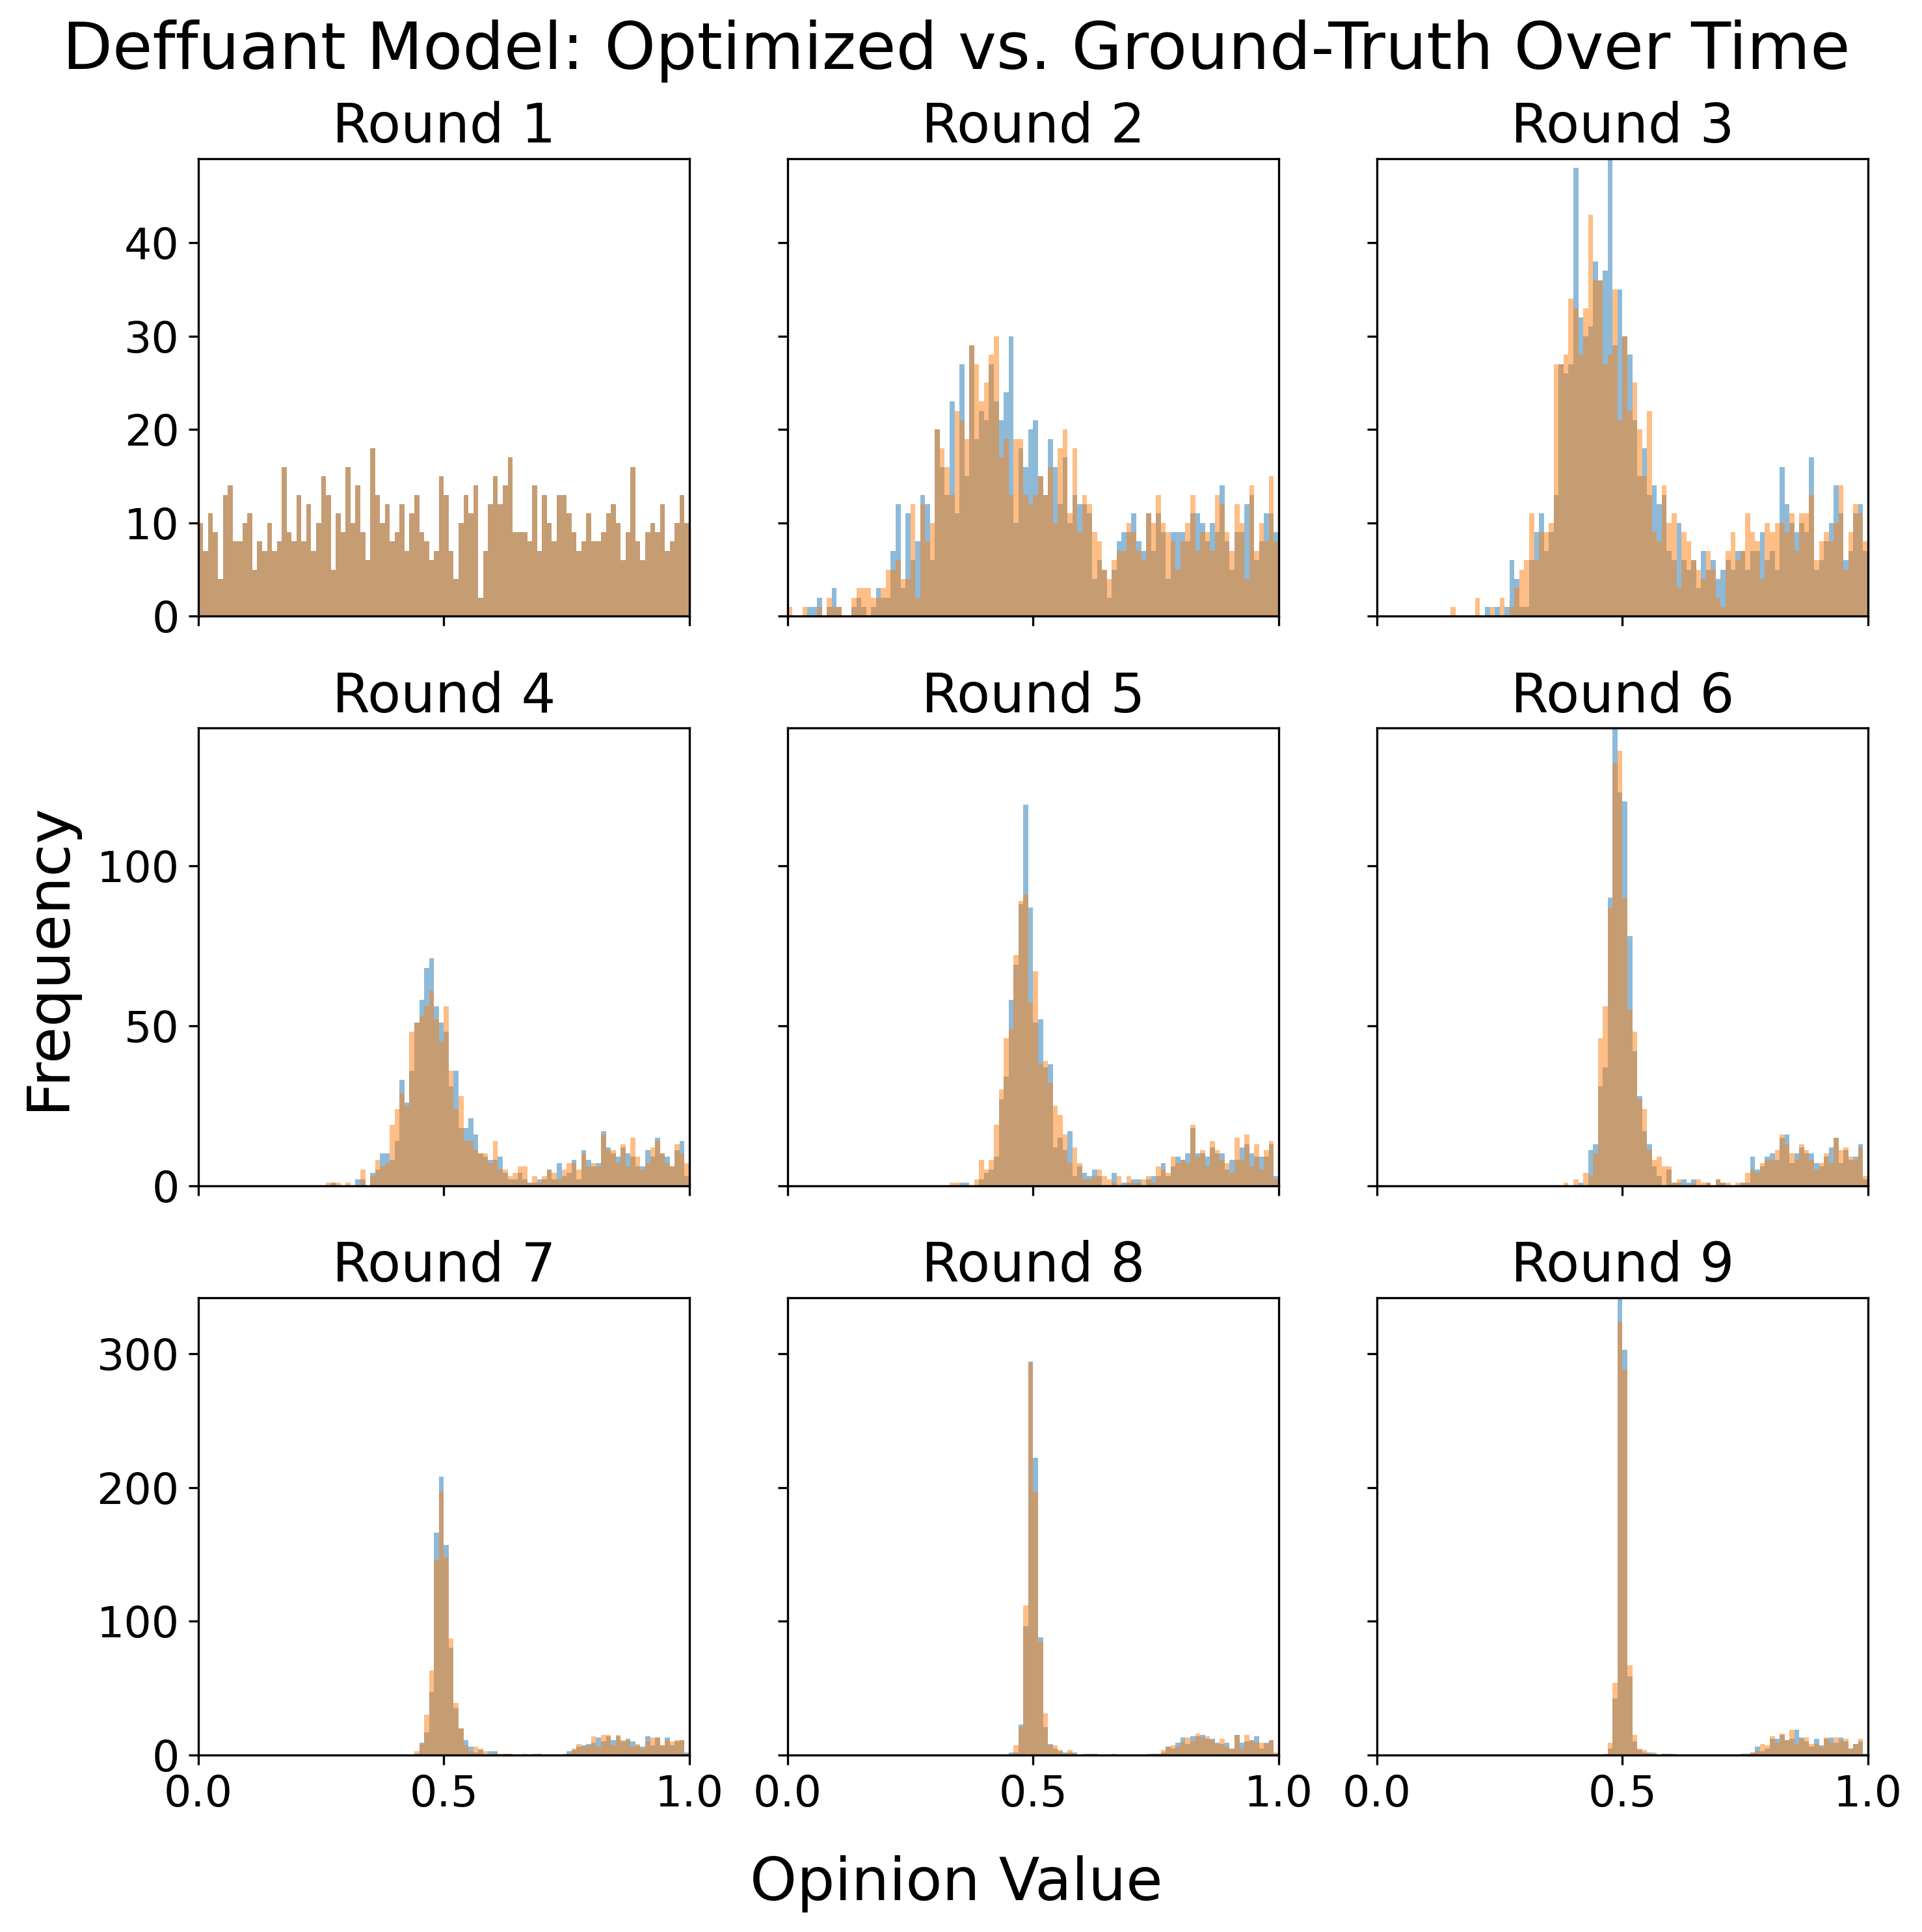 Deffuant Model: Optimized vs. Ground-Truth Over Time
Round 1
Round 2
Round 3
40
30
20
10
0
Round 4
Round 5
Round 6
100
50
0
Frequency
Round 7
Round 8
Round 9
300
200
100
0
0.0 0.5 1.0 0.0 0.5 1.0 0.0 0.5 1.0
Opinion Value